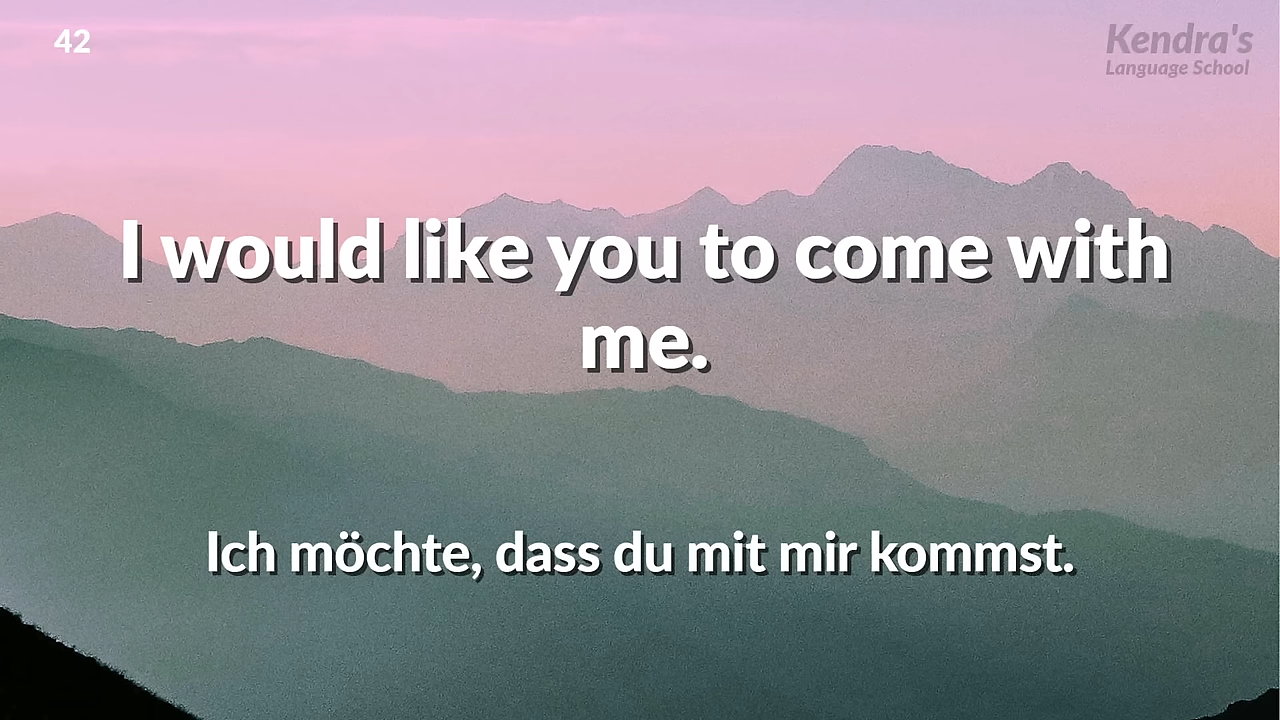 42
Kendra's
Language School
I would like you to come with
me.
Ich möchte, dass du mit mir kommst.